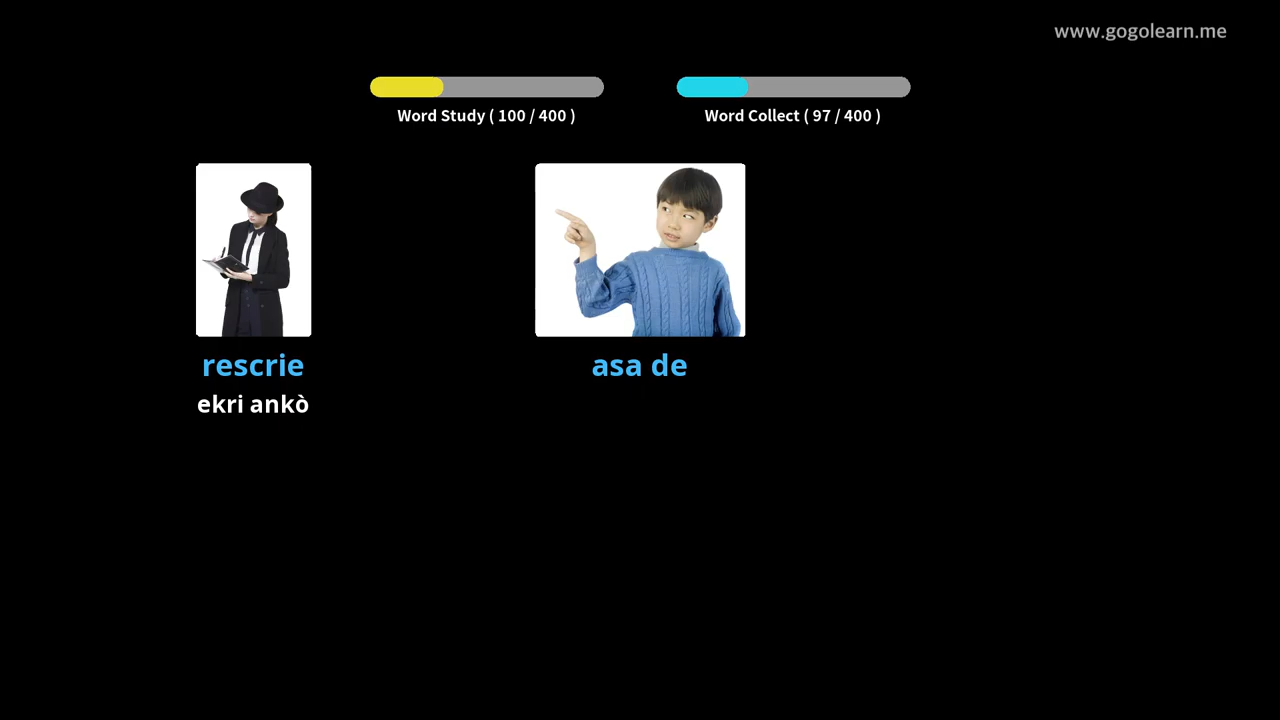 www.gogolearn.me
Word Study ( 100 / 400 )
Word Collect ( 97 / 400 )
rescrie
ekri ankò
asa de